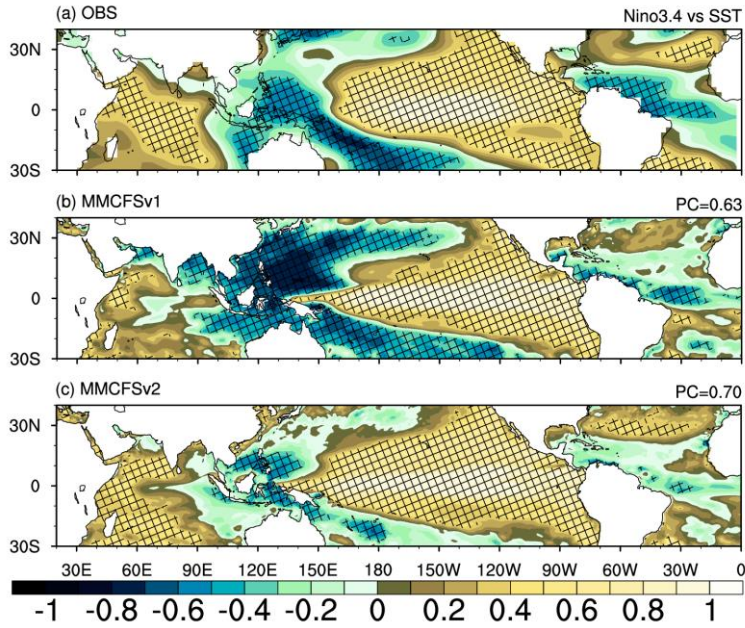 (a) OBS Nino3.4 vs SST
30N
0
30S
(b) MMCFSv1 PC=0.63
30N
0
30S
(c) MMCFSv2 PC=0.70
30N
0
30S
30E 60E 90E 120E 150E 180 150W 120W 90W 60W 30W 0
-1 -0.8 -0.6 -0.4 -0.2 0 0.2 0.4 0.6 0.8 1